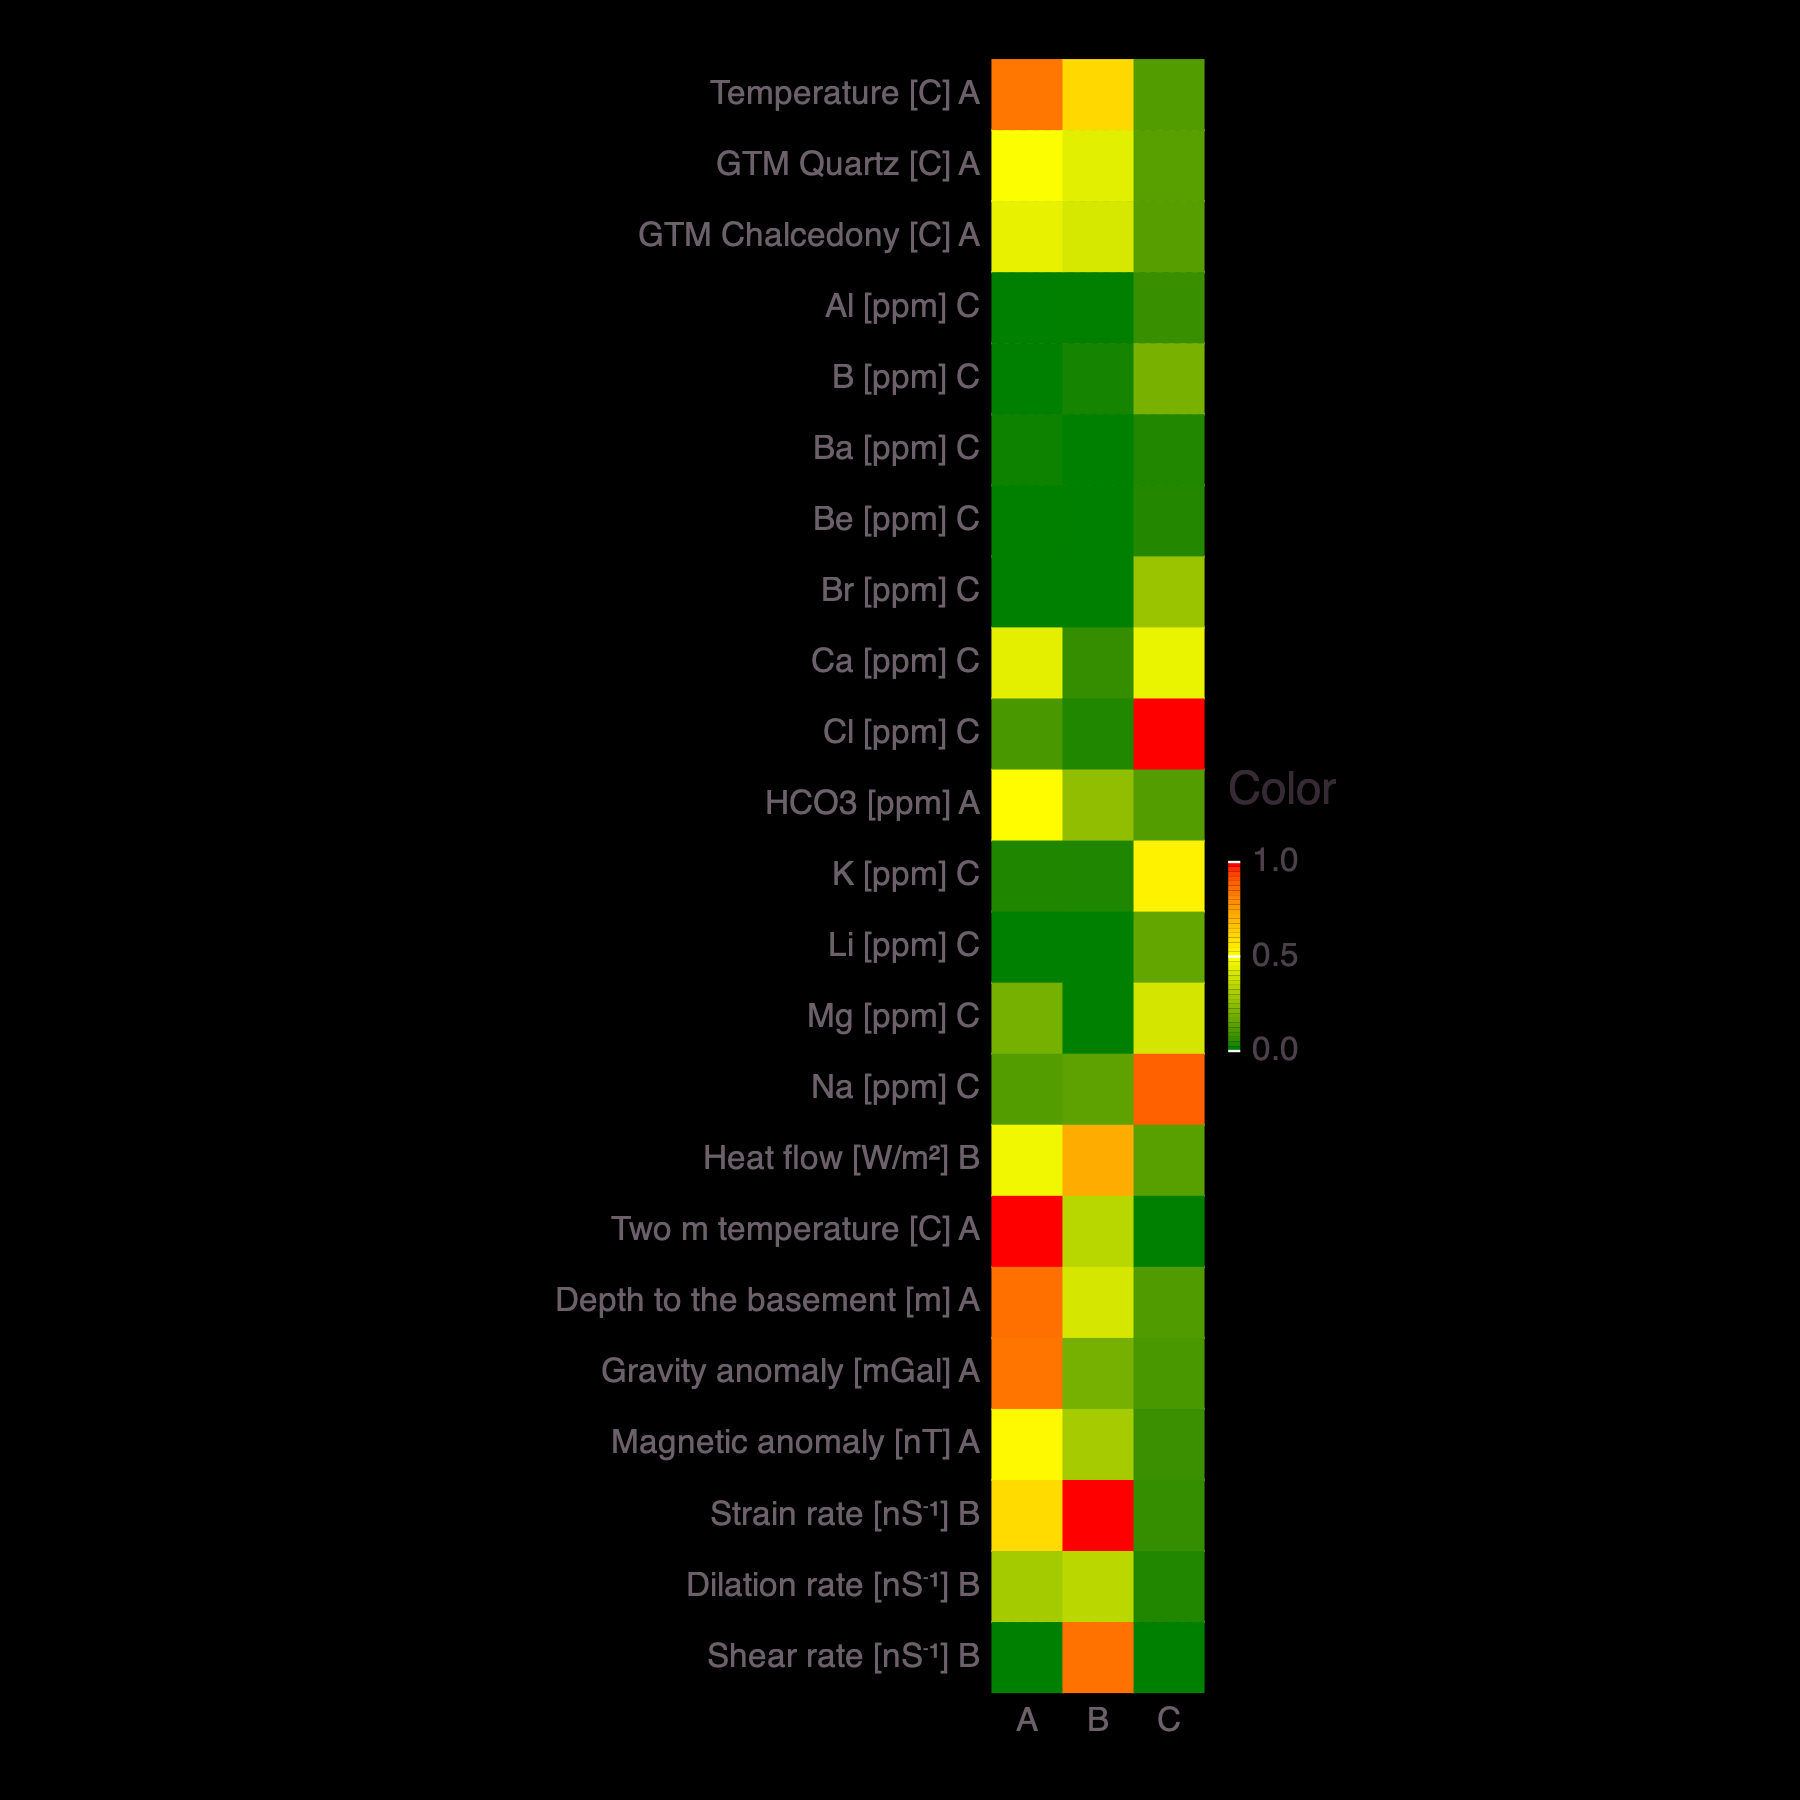 Temperature [C] A
GTM Quartz [C] A
GTM Chalcedony [C] A
Al [ppm] C
B [ppm] C
Ba [ppm] C
Be [ppm] C
Br [ppm] C
Ca [ppm] C
Cl [ppm] C
HCO3 [ppm] A
K [ppm] C
Li [ppm] C
Mg [ppm] C
Na [ppm] C
Heat flow [W/m²] B
Two m temperature [C] A
Depth to the basement [m] A
Gravity anomaly [mGal] A
Magnetic anomaly [nT] A
Strain rate [nS⁻¹] B
Dilation rate [nS⁻¹] B
Shear rate [nS⁻¹] B
A B C
Color
1.0
0.5
0.0